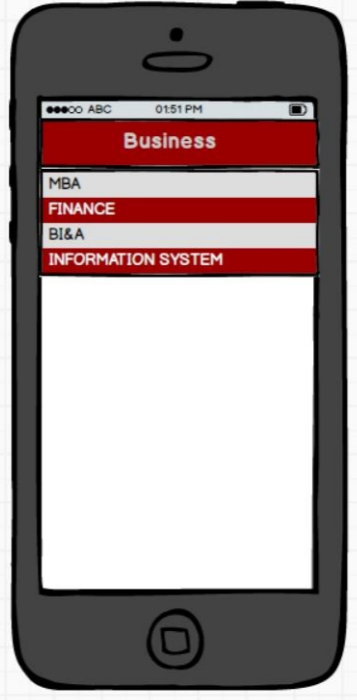 ABC 01:51 PM
Business
MBA
FINANCE
BI&A
INFORMATION SYSTEM